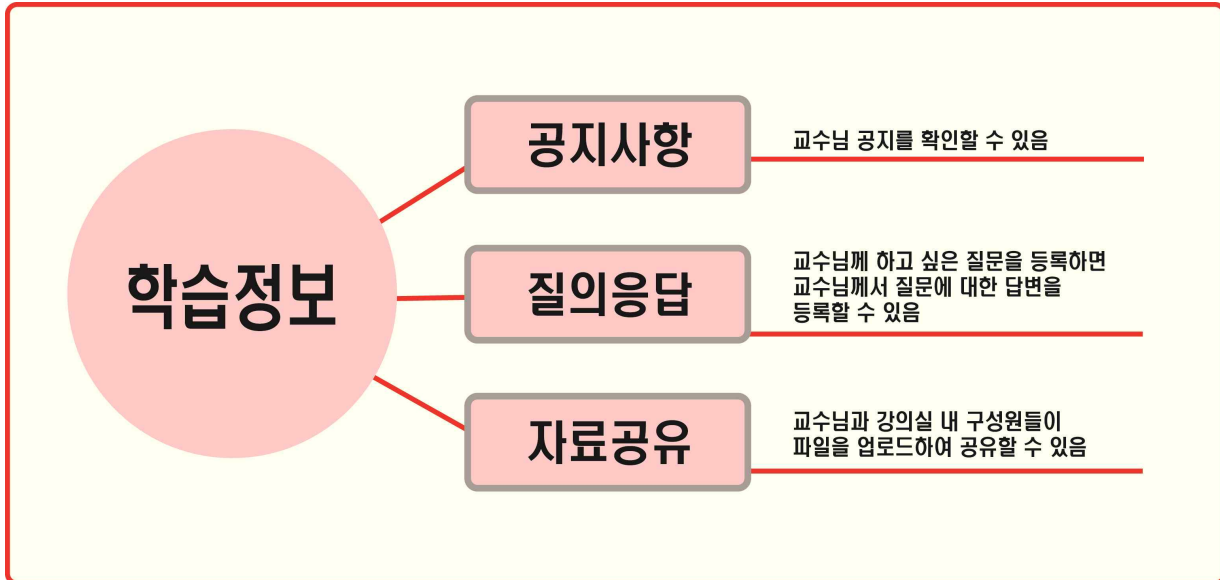 학습정보
공지사항
교수님 공지를 확인할 수 있음
질의응답
교수님께 하고 싶은 질문을 등록하면
교수님께서 질문에 대한 답변을
등록할 수 있음
자료공유
교수님과 강의실 내 구성원들이
파일을 업로드하여 공유할 수 있음